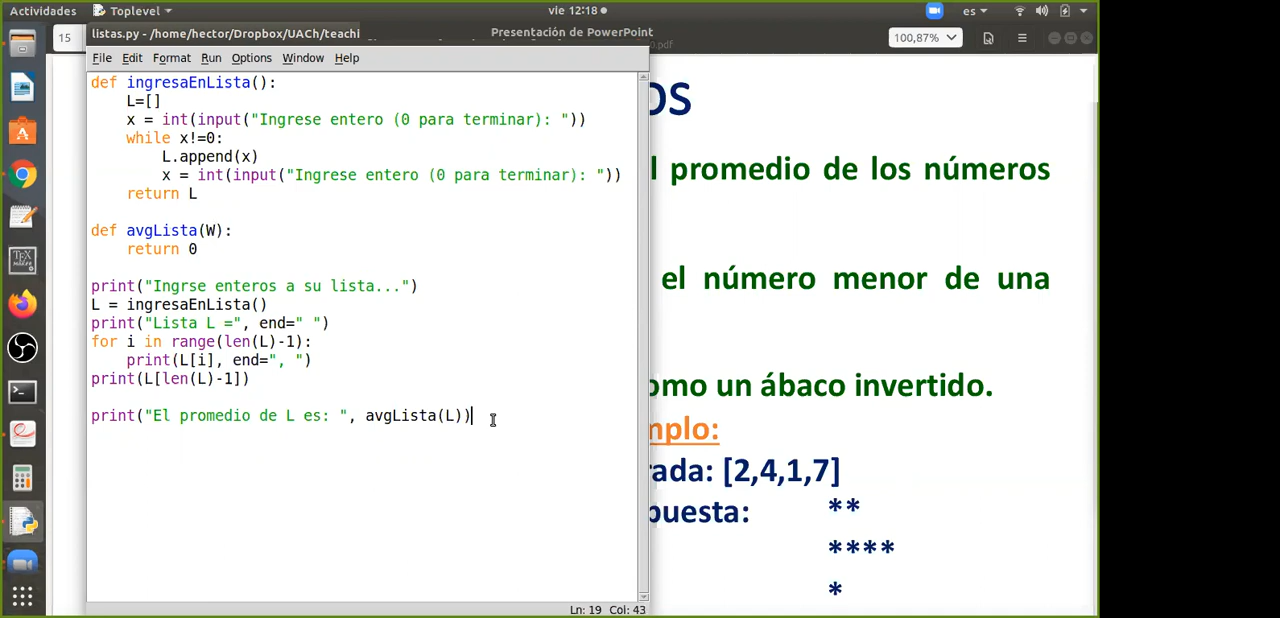 Actividades Toplevel vie 12:18 es
15 listas.py - /home/hector/Dropbox/UACh/teachi Presentación de PowerPoint 100,87%
0.pdf
File Edit Format Run Options Window Help
def ingresaEnLista():
    L=[]
    x = int(input("Ingrese entero (0 para terminar): "))
    while x!=0:
        L.append(x)
        x = int(input("Ingrese entero (0 para terminar): "))
    return L
def avgLista(W):
    return 0
print("Ingrse enteros a su lista...")
L = ingresaEnLista()
print("Lista L =", end=" ")
for i in range(len(L)-1):
    print(L[i], end=", ")
print(L[len(L)-1])
print("El promedio de L es: ", avgLista(L))
Ln: 19 Col: 43
OS
l promedio de los números
el número menor de una
omo un ábaco invertido.
mplo:
rada: [2,4,1,7]
puesta: **
****
*